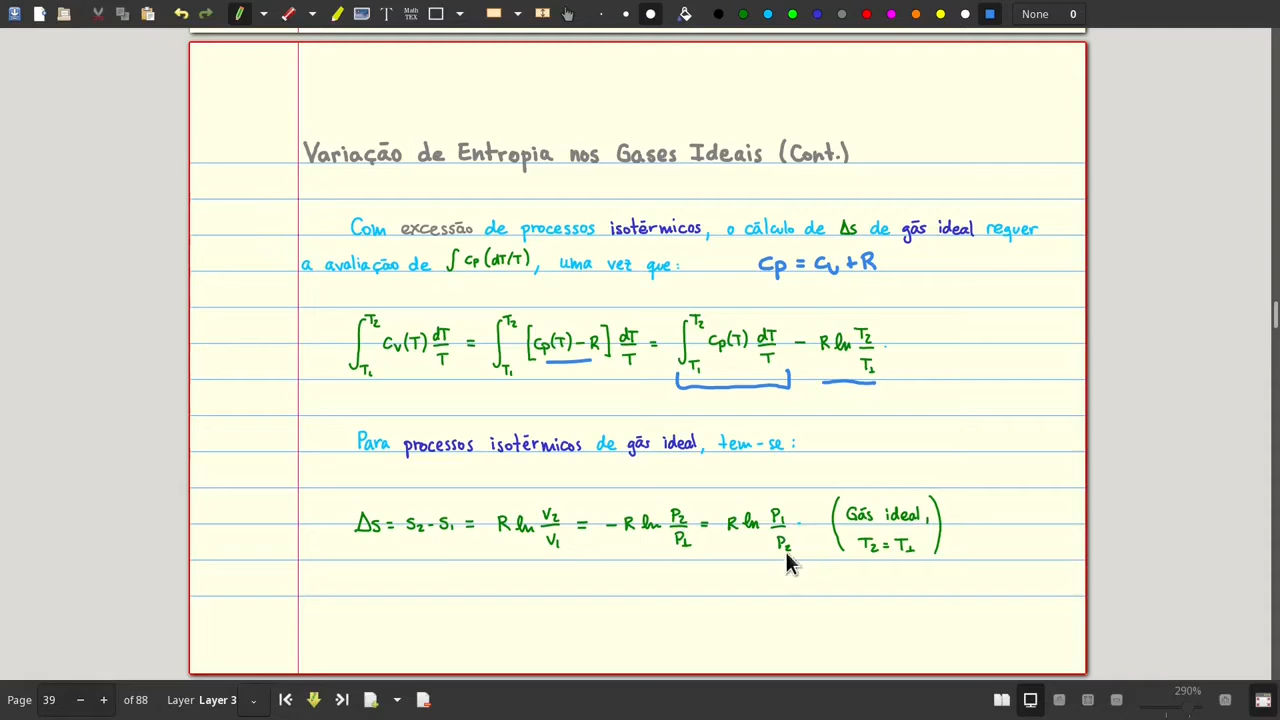 Math
TEX
None 0
Variação de Entropia nos Gases Ideais (Cont.)
Com excessão de processos isotérmicos, o cálculo de Δs de gás ideal requer
a avaliação de ∫ cp (dT/T), uma vez que: Cp = Cv + R
∫_{T1}^{T2} Cv(T) dT/T = ∫_{T1}^{T2} [Cp(T) - R] dT/T = ∫_{T1}^{T2} Cp(T) dT/T - R ln T2/T1.
Para processos isotérmicos de gás ideal, tem-se:
Δs = s2 - s1 = R ln v2/v1 = -R ln P2/P1 = R ln P1/P2. (Gás ideal, T2 = T1)
Page 39 of 88 Layer Layer 3 290%